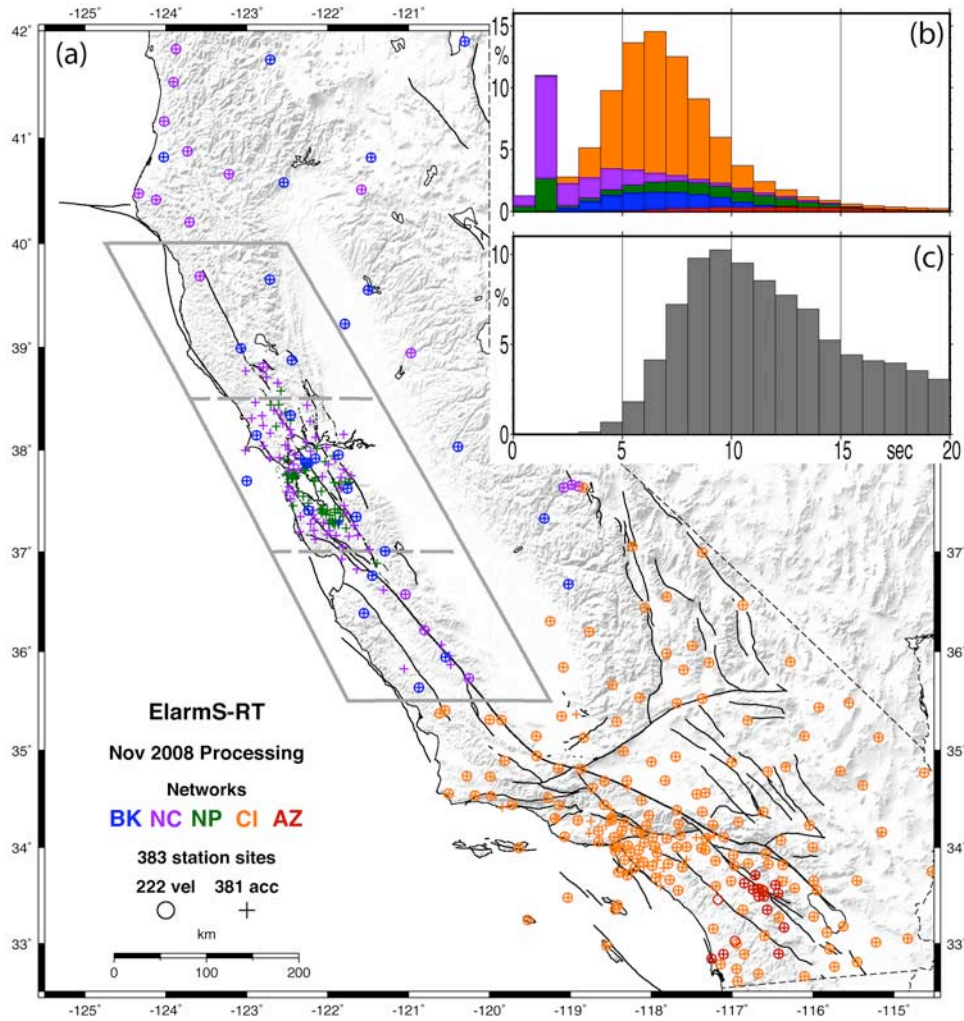 -125° -124° -123° -122° -121°
42° 41° 40° 39° 38° 37° 36° 35° 34° 33°
(a)
(b)
15 % 10 5 0
(c)
% 10 5 0
0 5 10 15 sec 20
37° 36° 35° 34° 33°
ElarmS-RT
Nov 2008 Processing
Networks
BK NC NP CI AZ
383 station sites
222 vel 381 acc
km
0 50 100 150 200
-125° -124° -123° -122° -121° -120° -119° -118° -117° -116° -115°